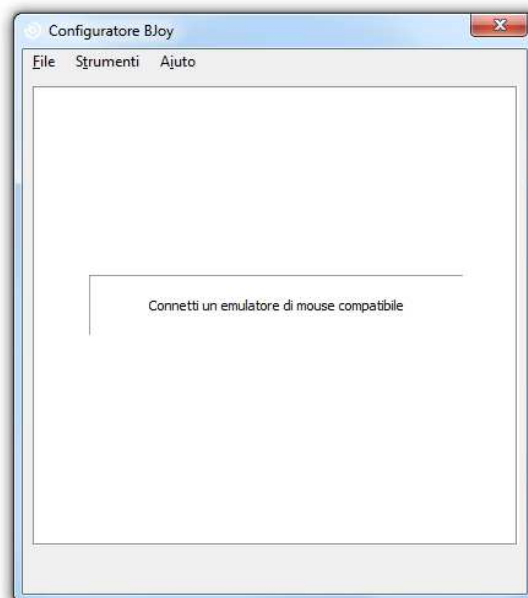 Configuratore BJoy
File Strumenti Aiuto
Connetti un emulatore di mouse compatibile